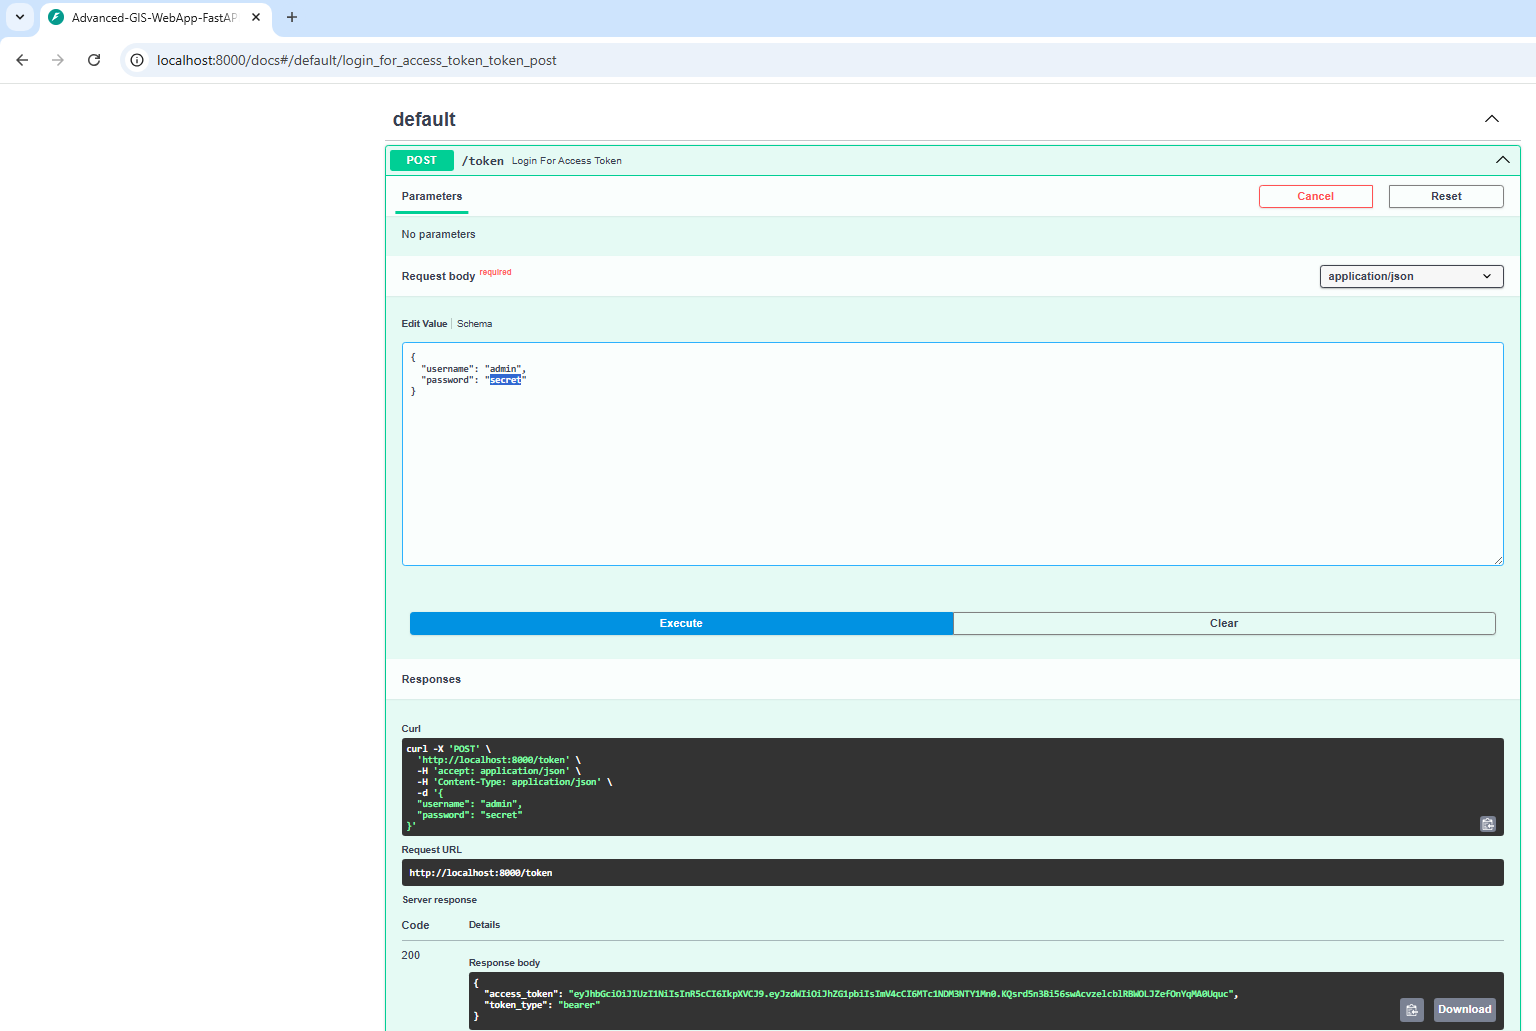 Advanced-GIS-WebApp-FastAP
localhost:8000/docs#/default/login_for_access_token_token_post
default
POST /token Login For Access Token
Parameters
Cancel
Reset
No parameters
Request body required
application/json
Edit Value | Schema
{
"username": "admin",
"password": "secret"
}
Execute
Clear
Responses
Curl
curl -X 'POST' \
'http://localhost:8000/token' \
-H 'accept: application/json' \
-H 'Content-Type: application/json' \
-d '{
"username": "admin",
"password": "secret"
}'
Request URL
http://localhost:8000/token
Server response
Code Details
200
Response body
{
"access_token": "eyJhbGciOiJIUzI1NiIsInR5cCI6IkpXVCJ9.eyJzdWIiOiJhZG1pbiIsImV4cCI6MTc1NDM3NTY1Mn0.KQsrd5n3Bi56swAcvzelcblRBWOLJZefOnYqMA0Uquc",
"token_type": "bearer"
}
Download